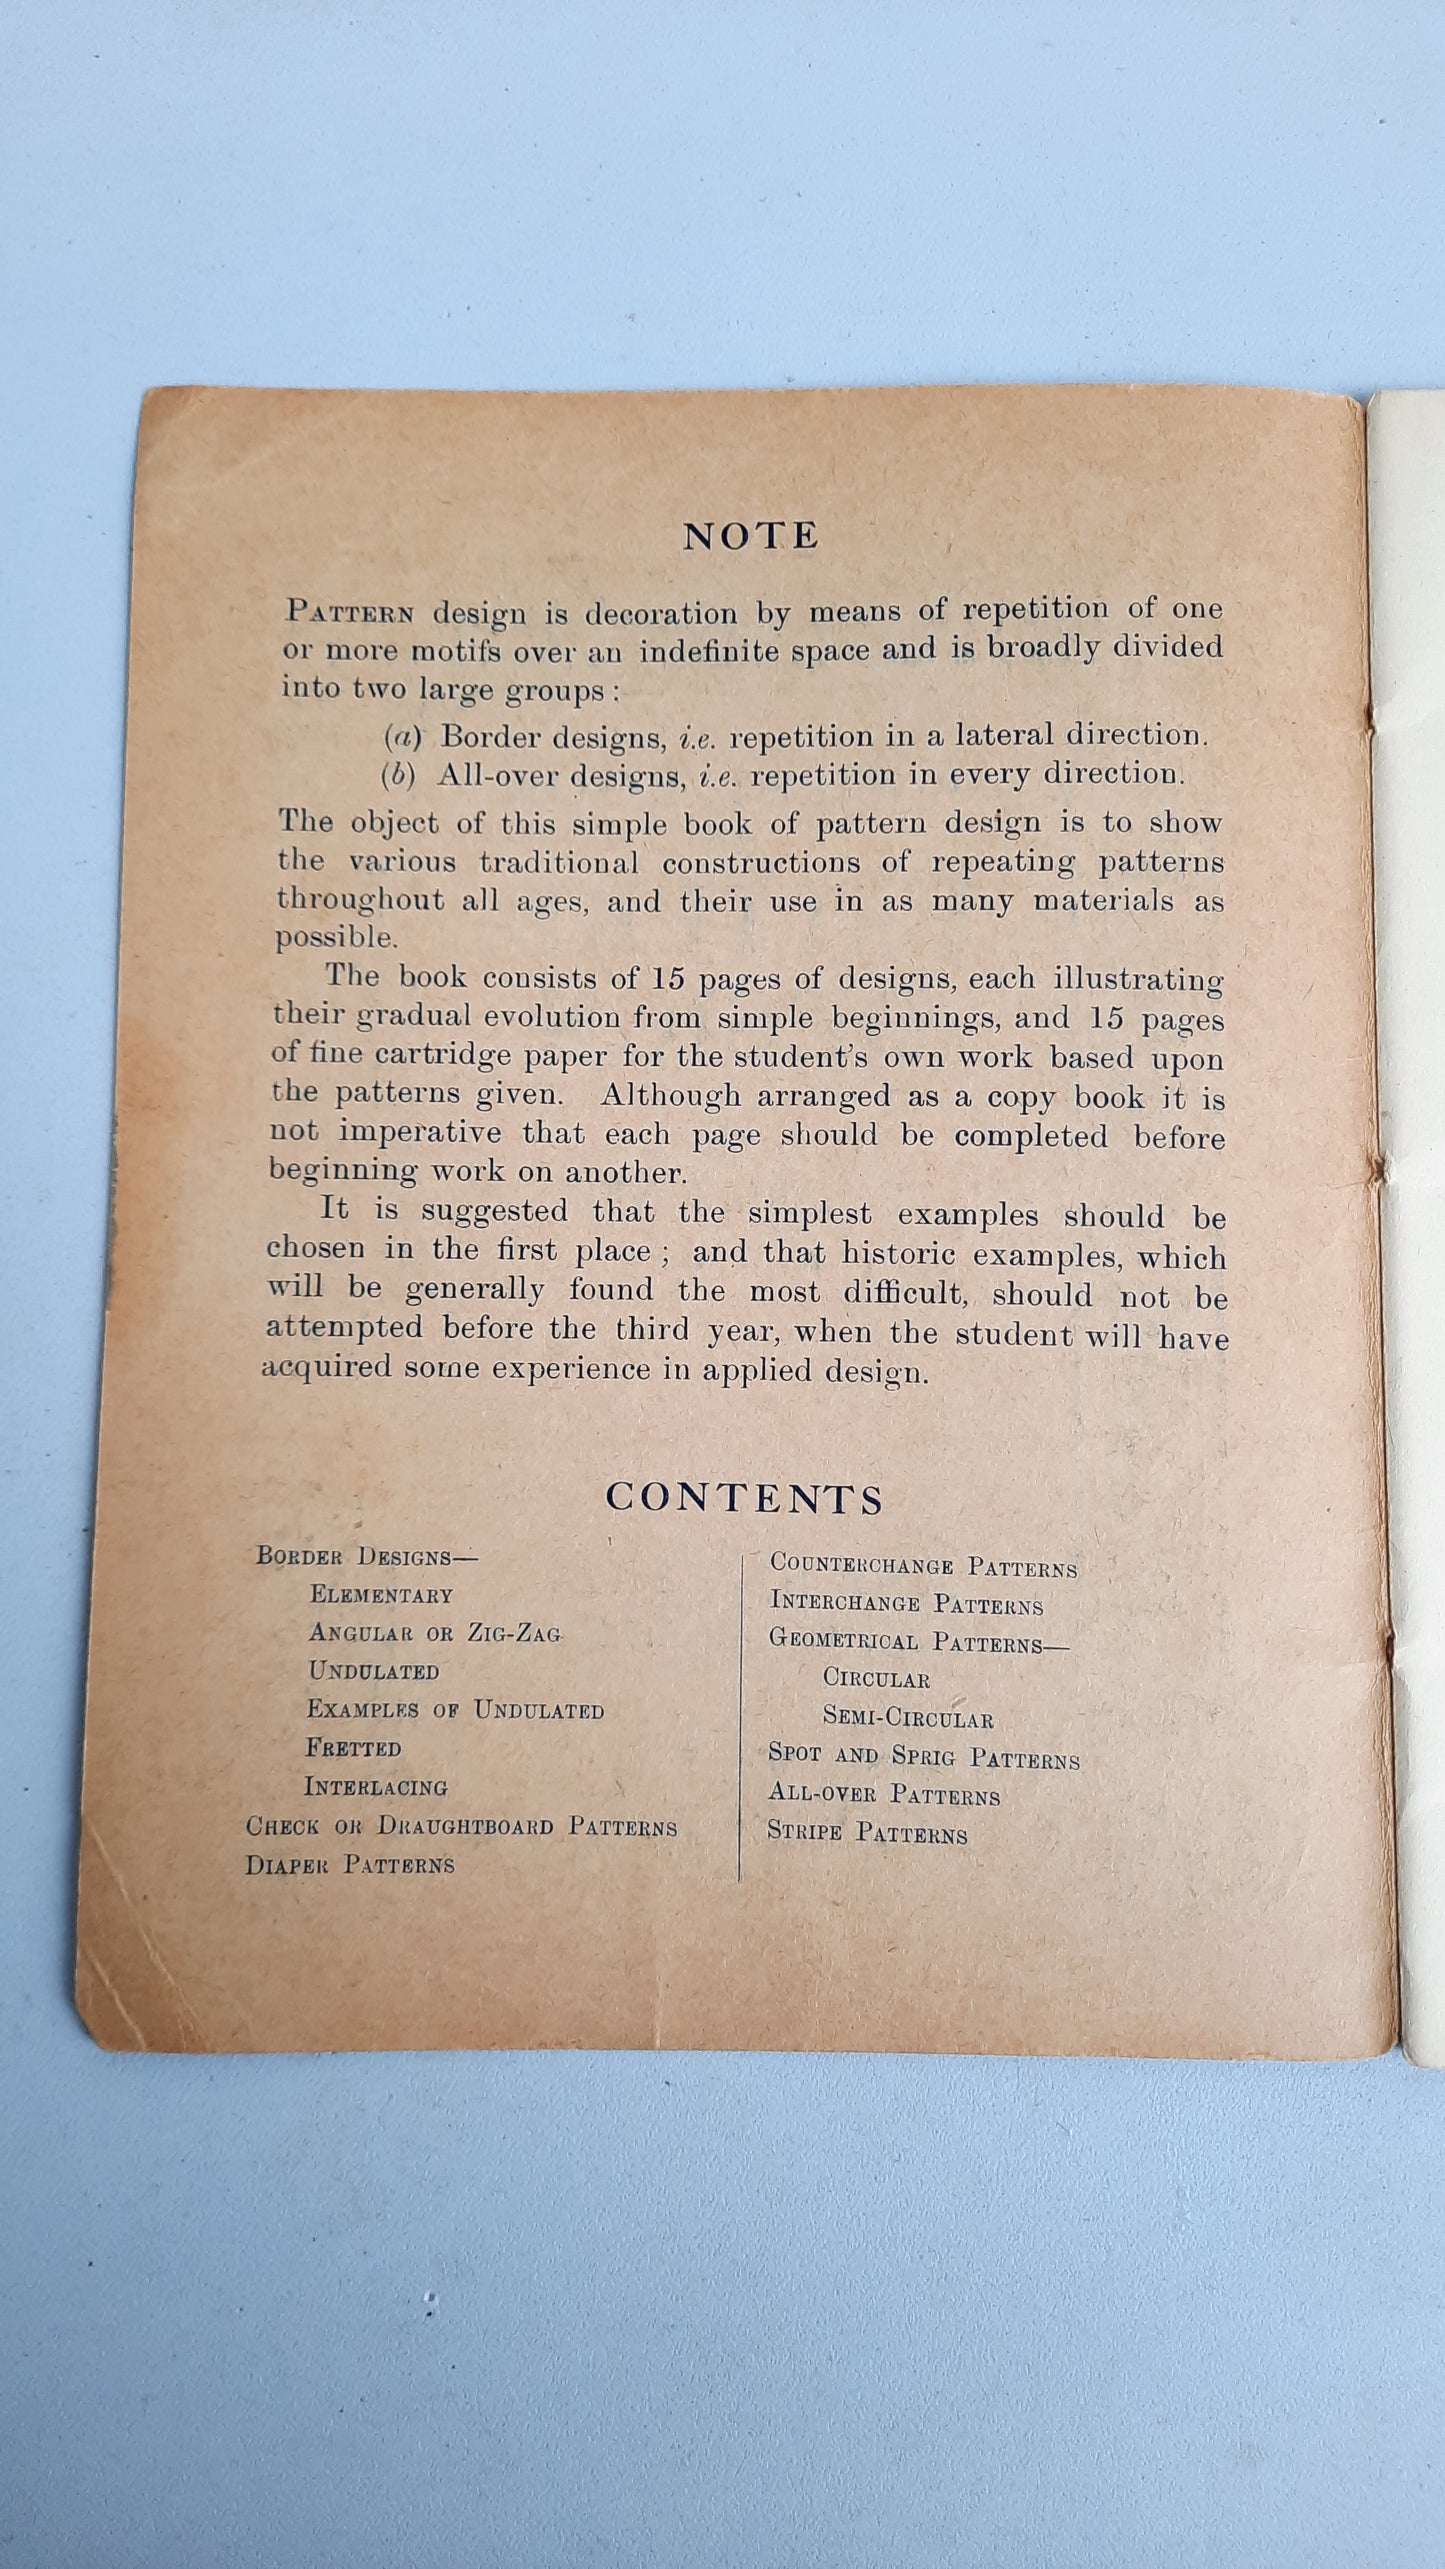 NOTE
Pattern design is decoration by means of repetition of one
or more motifs over an indefinite space and is broadly divided
into two large groups :
(a) Border designs, i.e. repetition in a lateral direction.
(b) All-over designs, i.e. repetition in every direction.
The object of this simple book of pattern design is to show
the various traditional constructions of repeating patterns
throughout all ages, and their use in as many materials as
possible.
The book consists of 15 pages of designs, each illustrating
their gradual evolution from simple beginnings, and 15 pages
of fine cartridge paper for the student's own work based upon
the patterns given. Although arranged as a copy book it is
not imperative that each page should be completed before
beginning work on another.
It is suggested that the simplest examples should be
chosen in the first place ; and that historic examples, which
will be generally found the most difficult, should not be
attempted before the third year, when the student will have
acquired some experience in applied design.
CONTENTS
Border Designs—
Elementary
Angular or Zig-Zag
Undulated
Examples of Undulated
Fretted
Interlacing
Check or Draughtboard Patterns
Diaper Patterns
Counterchange Patterns
Interchange Patterns
Geometrical Patterns—
Circular
Semi-Circular
Spot and Sprig Patterns
All-over Patterns
Stripe Patterns